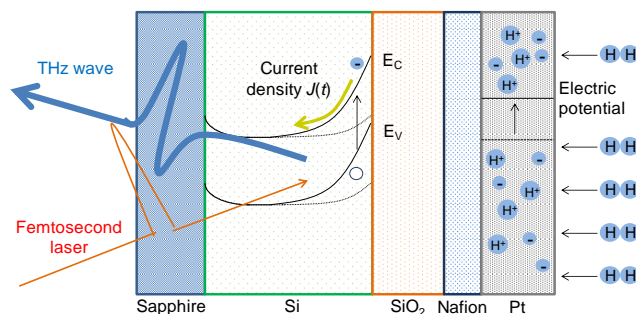 THz wave
Current
density J(t)
-
E_C
E_V
Femtosecond
laser
Electric
potential
H⁺
-
-
H⁺
H⁺
-
H⁺
H⁺
-
-
H⁺
H⁺
H⁺
-
-
H H
H H
H H
H H
H H
Sapphire
Si
SiO₂
Nafion
Pt